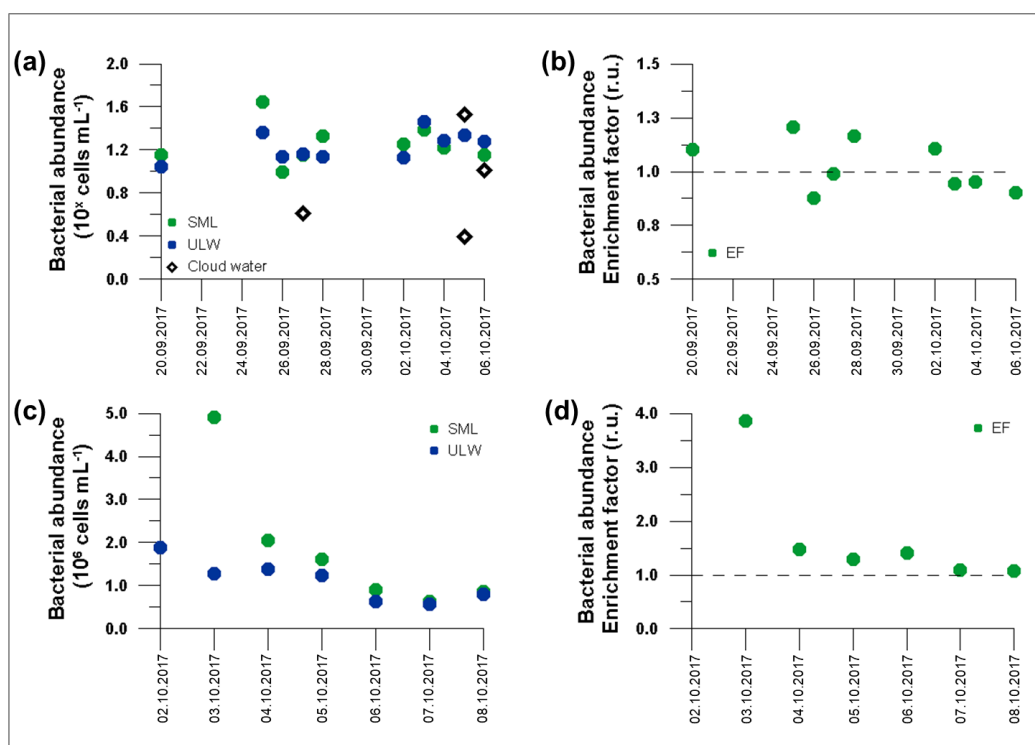 (a)
Bacterial abundance
(10ˣ cells mL⁻¹)
2.0
1.6
1.2
0.8
0.4
0.0
SML
ULW
Cloud water
20.09.2017
22.09.2017
24.09.2017
26.09.2017
28.09.2017
30.09.2017
02.10.2017
04.10.2017
06.10.2017
(b)
Bacterial abundance
Enrichment factor (r.u.)
1.5
1.3
1.0
0.8
0.5
EF
20.09.2017
22.09.2017
24.09.2017
26.09.2017
28.09.2017
30.09.2017
02.10.2017
04.10.2017
06.10.2017
(c)
Bacterial abundance
(10⁶ cells mL⁻¹)
5.0
4.0
3.0
2.0
1.0
0.0
SML
ULW
02.10.2017
03.10.2017
04.10.2017
05.10.2017
06.10.2017
07.10.2017
08.10.2017
(d)
Bacterial abundance
Enrichment factor (r.u.)
4.0
3.0
2.0
1.0
0.0
EF
02.10.2017
03.10.2017
04.10.2017
05.10.2017
06.10.2017
07.10.2017
08.10.2017